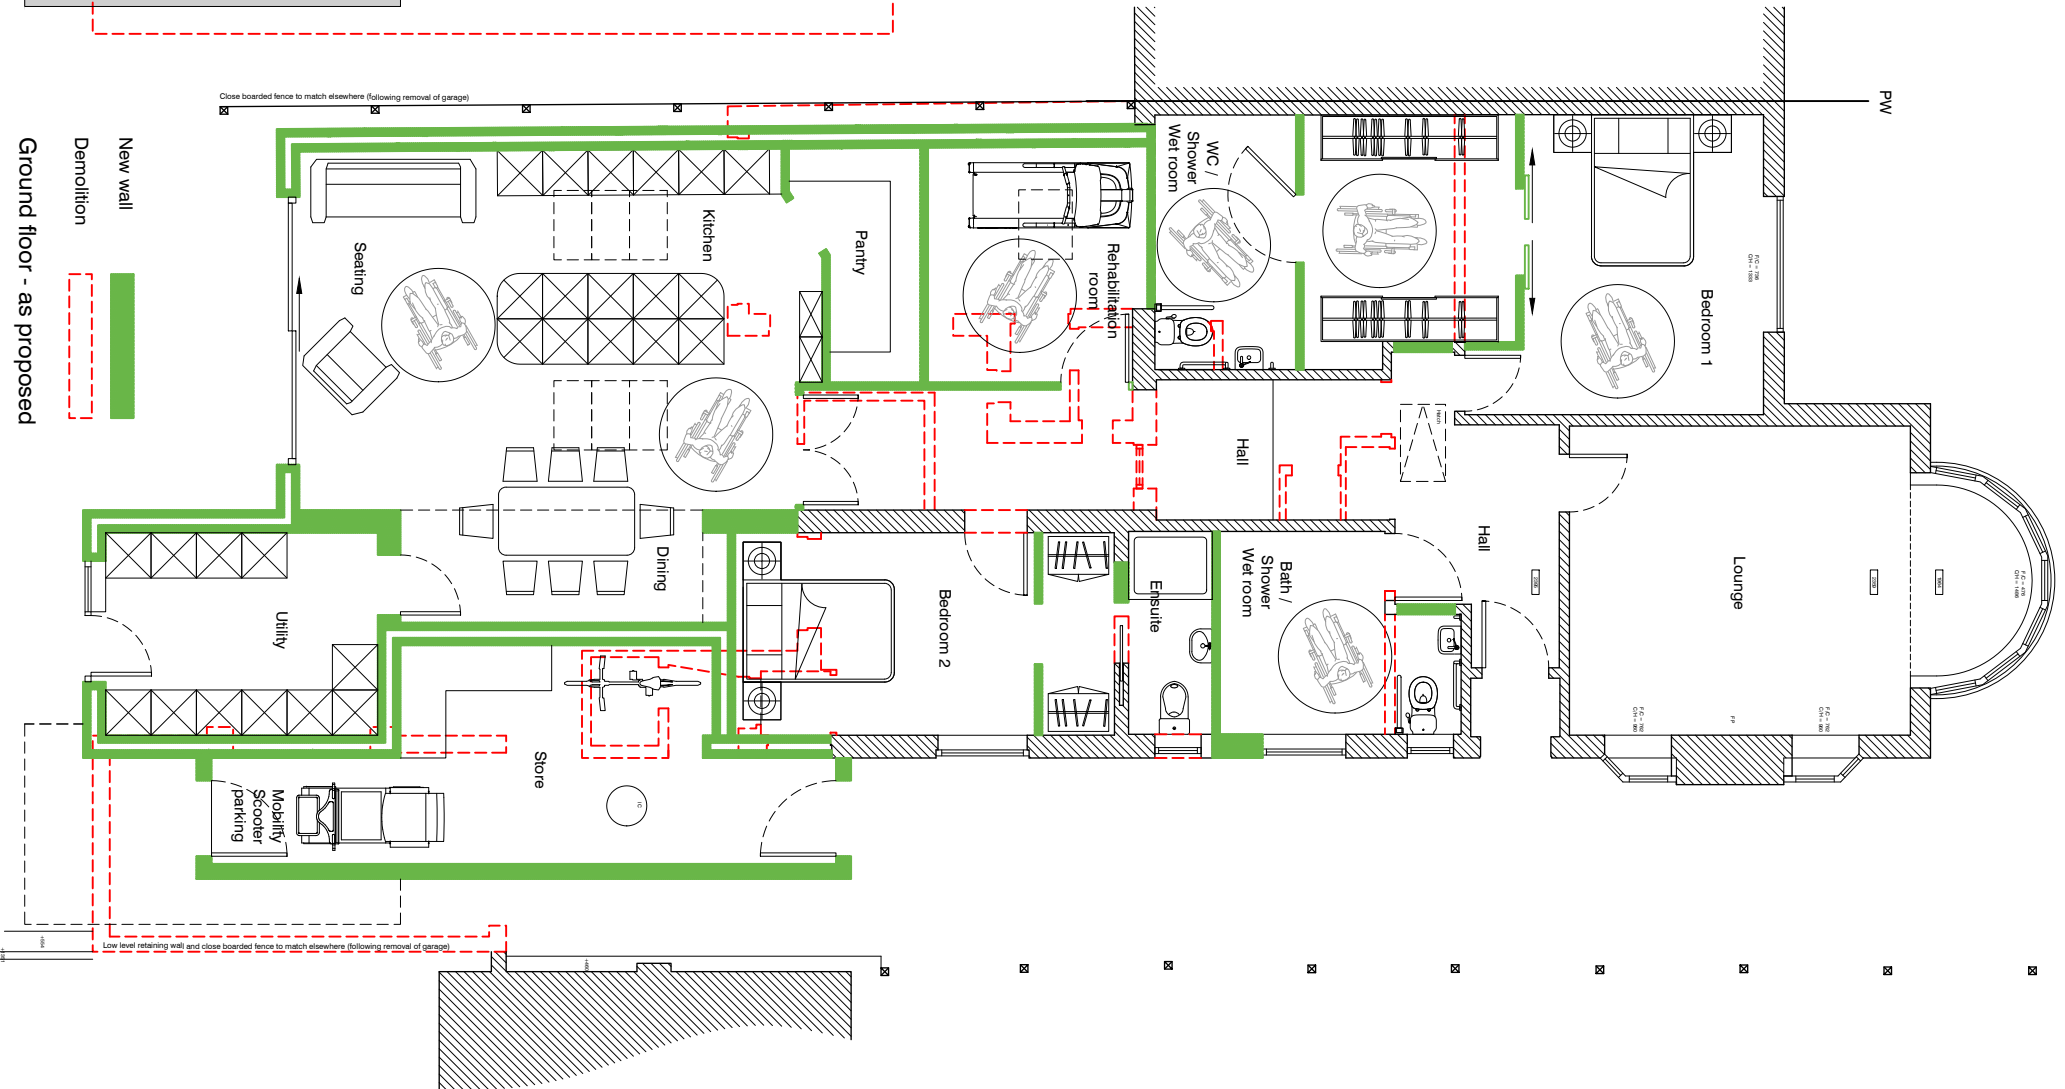 Close boarded fence to match elsewhere (following removal of garage)
PW
Ground floor - as proposed
Demolition
New wall
Seating
Kitchen
Pantry
Rehabilitation
room
WC /
Shower
Wet room
Bedroom 1
Hall
Hatch
Hall
Lounge
FP
Dining
Utility
Bedroom 2
Ensuite
Bath /
Shower
Wet room
Store
IC
Mobility
Scooter
parking
Low level retaining wall and close boarded fence to match elsewhere (following removal of garage)